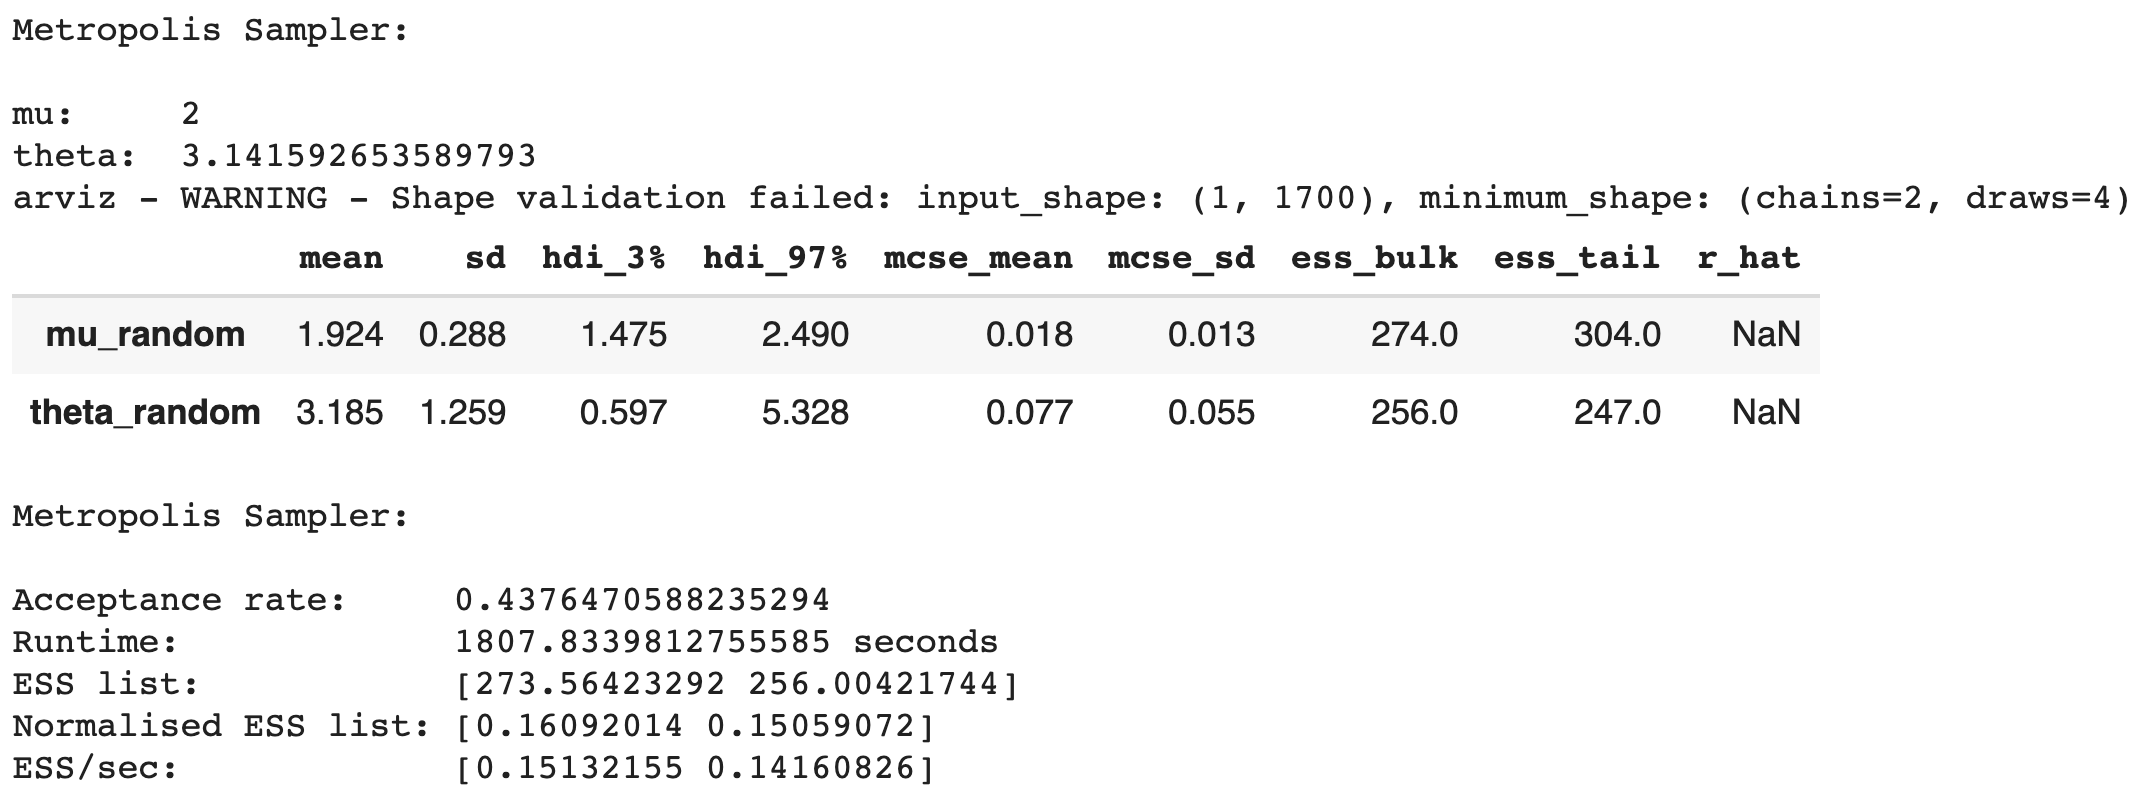 Metropolis Sampler:
mu:     2
theta:  3.141592653589793
arviz - WARNING - Shape validation failed: input_shape: (1, 1700), minimum_shape: (chains=2, draws=4)
mean sd hdi_3% hdi_97% mcse_mean mcse_sd ess_bulk ess_tail r_hat
mu_random 1.924 0.288 1.475 2.490 0.018 0.013 274.0 304.0 NaN
theta_random 3.185 1.259 0.597 5.328 0.077 0.055 256.0 247.0 NaN
Metropolis Sampler:
Acceptance rate:     0.4376470588235294
Runtime:             1807.8339812755585 seconds
ESS list:            [273.56423292 256.00421744]
Normalised ESS list: [0.16092014 0.15059072]
ESS/sec:             [0.15132155 0.14160826]